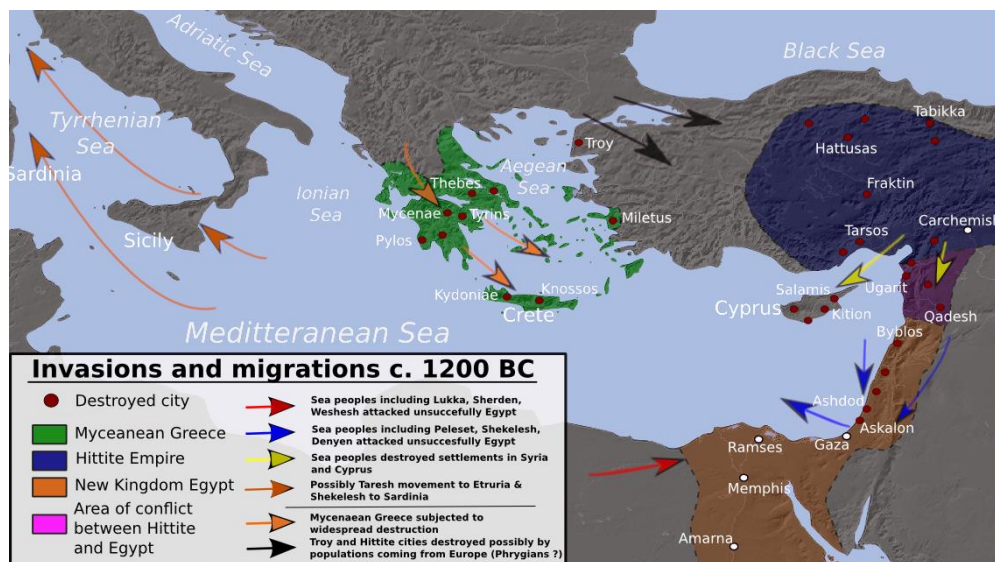 Adriatic Sea
Black Sea
Tyrrhenian
Sea
Sardinia
Ionian
Sea
Sicily
Aegean
Sea
Troy
Thebes
Mycenae
Tyrins
Pylos
Miletus
Kydoniae
Knossos
Crete
Meditteranean Sea
Tabikka
Hattusas
Fraktin
Carchemish
Tarsos
Salamis
Ugarit
Cyprus
Kition
Qadesh
Byblos
Ashdod
Askalon
Gaza
Ramses
Memphis
Amarna
Invasions and migrations c. 1200 BC
Destroyed city
Myceanean Greece
Hittite Empire
New Kingdom Egypt
Area of conflict
between Hittite
and Egypt
Sea peoples including Lukka, Sherden,
Weshesh attacked unsuccefully Egypt
Sea peoples including Peleset, Shekelesh,
Denyen attacked unsuccesfully Egypt
Sea peoples destroyed settlements in Syria
and Cyprus
Possibly Taresh movement to Etruria &
Shekelesh to Sardinia
Mycenaean Greece subjected to
widespread destruction
Troy and Hittite cities destroyed possibly by
populations coming from Europe (Phrygians ?)